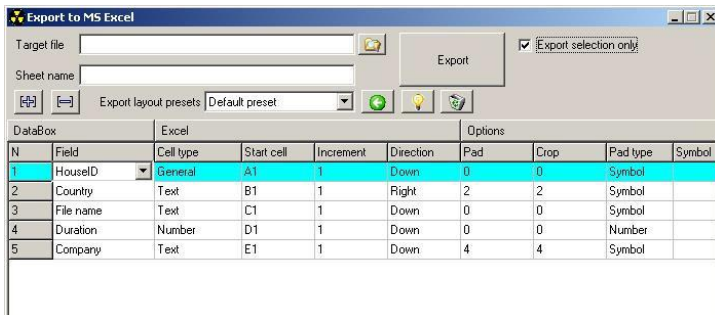 Export to MS Excel
Target file
Export
Export selection only
Sheet name
Export layout presets Default preset
DataBox Excel Options
N Field Cell type Start cell Increment Direction Pad Crop Pad type Symbol
1 HouseID General A1 1 Down 0 0 Symbol
2 Country Text B1 1 Right 2 2 Symbol
3 File name Text C1 1 Down 0 0 Symbol
4 Duration Number D1 1 Down 0 0 Number
5 Company Text E1 1 Down 4 4 Symbol